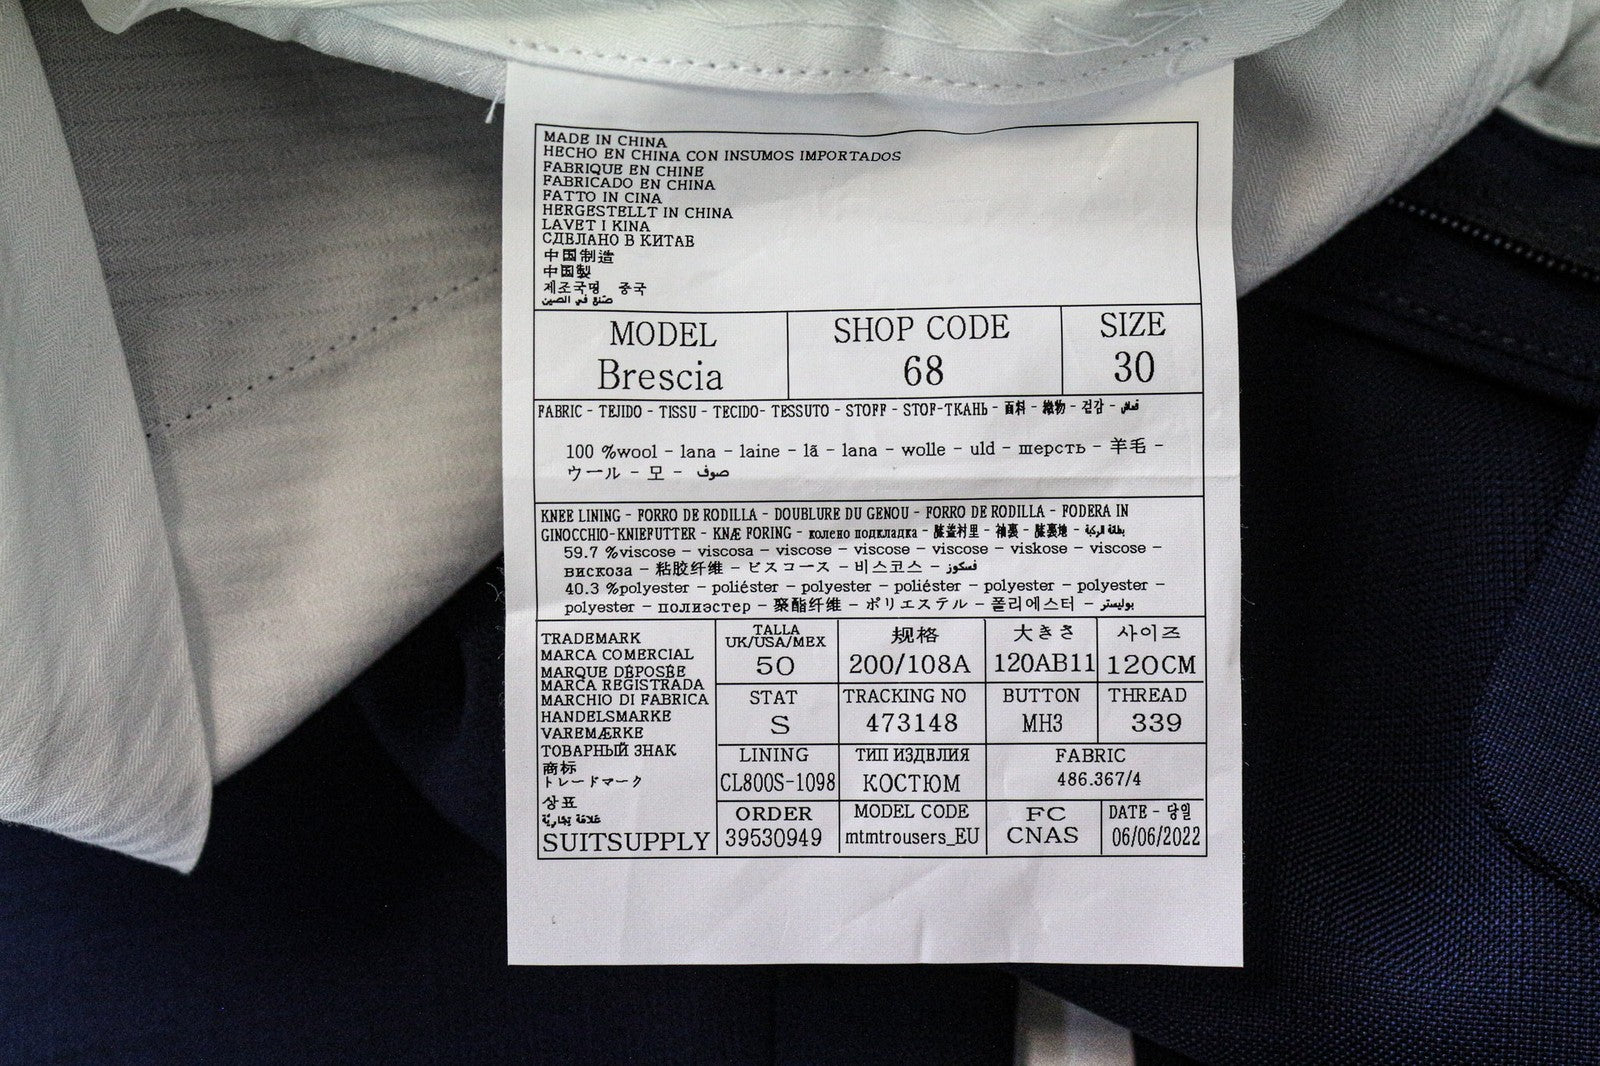 MADE IN CHINA
HECHO EN CHINA CON INSUMOS IMPORTADOS
FABRIQUE EN CHINE
FABRICADO EN CHINA
FATTO IN CINA
HERGESTELLT IN CHINA
LAVET I KINA
СДЕЛАНО В КИТАЕ
中国制造
中国製
제조국명 중국
صنع في الصين
MODEL
Brescia
SHOP CODE
68
SIZE
30
FABRIC - TEJIDO - TISSU - TECIDO- TESSUTO - STOFF - STOF-ТКАНЬ - 面料 - 織物 - 겉감 - قماش
100 %wool - lana - laine - lã - lana - wolle - uld - шерсть - 羊毛 -
ウール - 모 - صوف
KNEE LINING - FORRO DE RODILLA - DOUBLURE DU GENOU - FORRO DE RODILLA - FODERA IN
GINOCCHIO-KNIEFUTTER - KNÆ FORING - колено подкладка - 膝盖衬里 - 袖裏 - 膝裏地 - بطانة الركبة
59.7 %viscose - viscosa - viscose - viscose - viscose - viskose - viscose -
вискоза - 粘胶纤维 - ビスコース - 비스코스 - فسكوز
40.3 %polyester - poliéster - polyester - poliéster - polyester - polyester -
polyester - полиэстер - 聚酯纤维 - ポリエステル - 폴리에스터 - بوليستر
TRADEMARK
MARCA COMERCIAL
MARQUE DÉPOSÉE
MARCA REGISTRADA
MARCHIO DI FABRICA
HANDELSMARKE
VAREMÆRKE
ТОВАРНЫЙ ЗНАК
商标
トレードマーク
상표
علامة تجارية
SUITSUPPLY
TALLA
UK/USA/MEX
50
规格
200/108A
大きさ
120AB11
사이즈
120CM
STAT
S
TRACKING NO
473148
BUTTON
MH3
THREAD
339
LINING
CL800S-1098
ТИП ИЗДЕЛИЯ
КОСТЮМ
FABRIC
486.367/4
ORDER
39530949
MODEL CODE
mtmtrousers_EU
FC
CNAS
DATE - 당일
06/06/2022